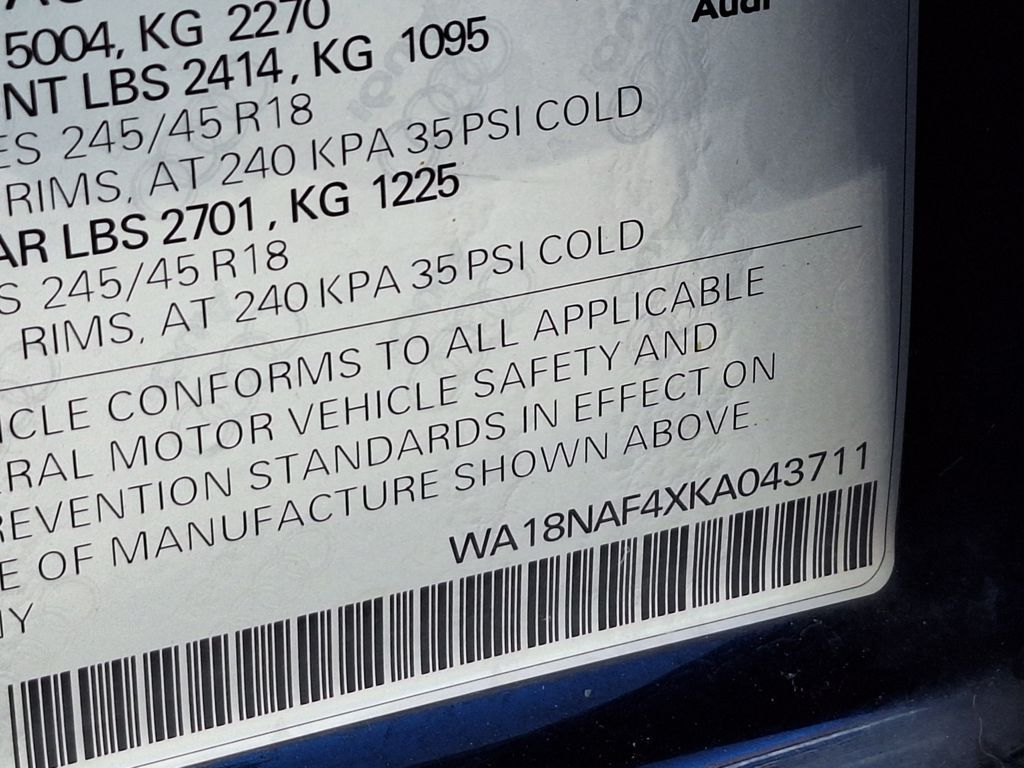 Audi
5004, KG 2270
NT LBS 2414, KG 1095
ES 245/45 R18
RIMS, AT 240 KPA 35 PSI COLD
AR LBS 2701, KG 1225
S 245/45 R18
RIMS, AT 240 KPA 35 PSI COLD
ICLE CONFORMS TO ALL APPLICABLE
RAL MOTOR VEHICLE SAFETY AND
REVENTION STANDARDS IN EFFECT ON
E OF MANUFACTURE SHOWN ABOVE.
WA18NAF4XKA043711
NY